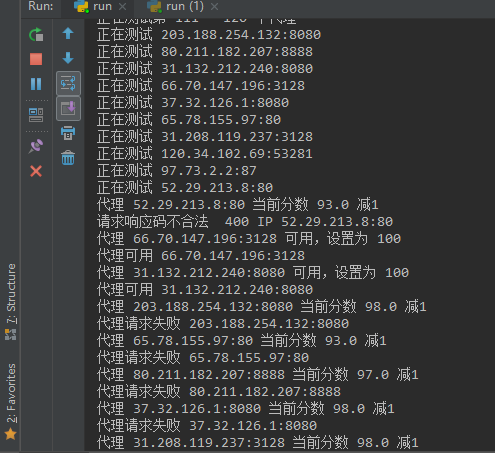 Run: run run (1)
正在测试第 111 - 120 个代理
正在测试 203.188.254.132:8080
正在测试 80.211.182.207:8888
正在测试 31.132.212.240:8080
正在测试 66.70.147.196:3128
正在测试 37.32.126.1:8080
正在测试 65.78.155.97:80
正在测试 31.208.119.237:3128
正在测试 120.34.102.69:53281
正在测试 97.73.2.2:87
正在测试 52.29.213.8:80
代理 52.29.213.8:80 当前分数 93.0 减1
请求响应码不合法  400 IP 52.29.213.8:80
代理 66.70.147.196:3128 可用，设置为 100
代理可用 66.70.147.196:3128
代理 31.132.212.240:8080 可用，设置为 100
代理可用 31.132.212.240:8080
代理 203.188.254.132:8080 当前分数 98.0 减1
代理请求失败 203.188.254.132:8080
代理 65.78.155.97:80 当前分数 93.0 减1
代理请求失败 65.78.155.97:80
代理 80.211.182.207:8888 当前分数 97.0 减1
代理请求失败 80.211.182.207:8888
代理 37.32.126.1:8080 当前分数 98.0 减1
代理请求失败 37.32.126.1:8080
代理 31.208.119.237:3128 当前分数 98.0 减1
7: Structure
2: Favorites